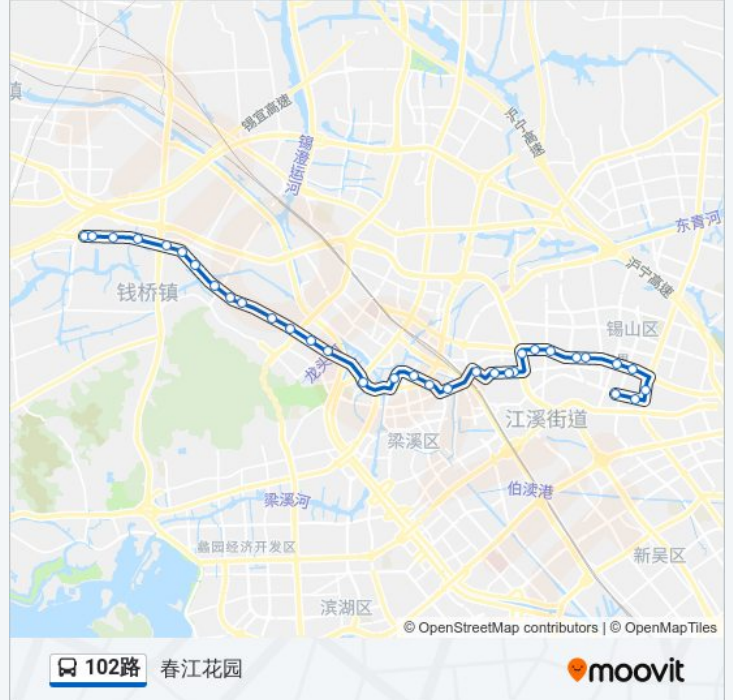 镇
锡宜高速
沪宁高速
锡澄运河
东青河
沪宁高速
钱桥镇
锡山区
江溪街道
梁溪区
伯渎港
梁溪河
蠡园经济开发区
新吴区
滨湖区
© OpenStreetMap contributors | © OpenMapTiles
102路 春江花园
moovit